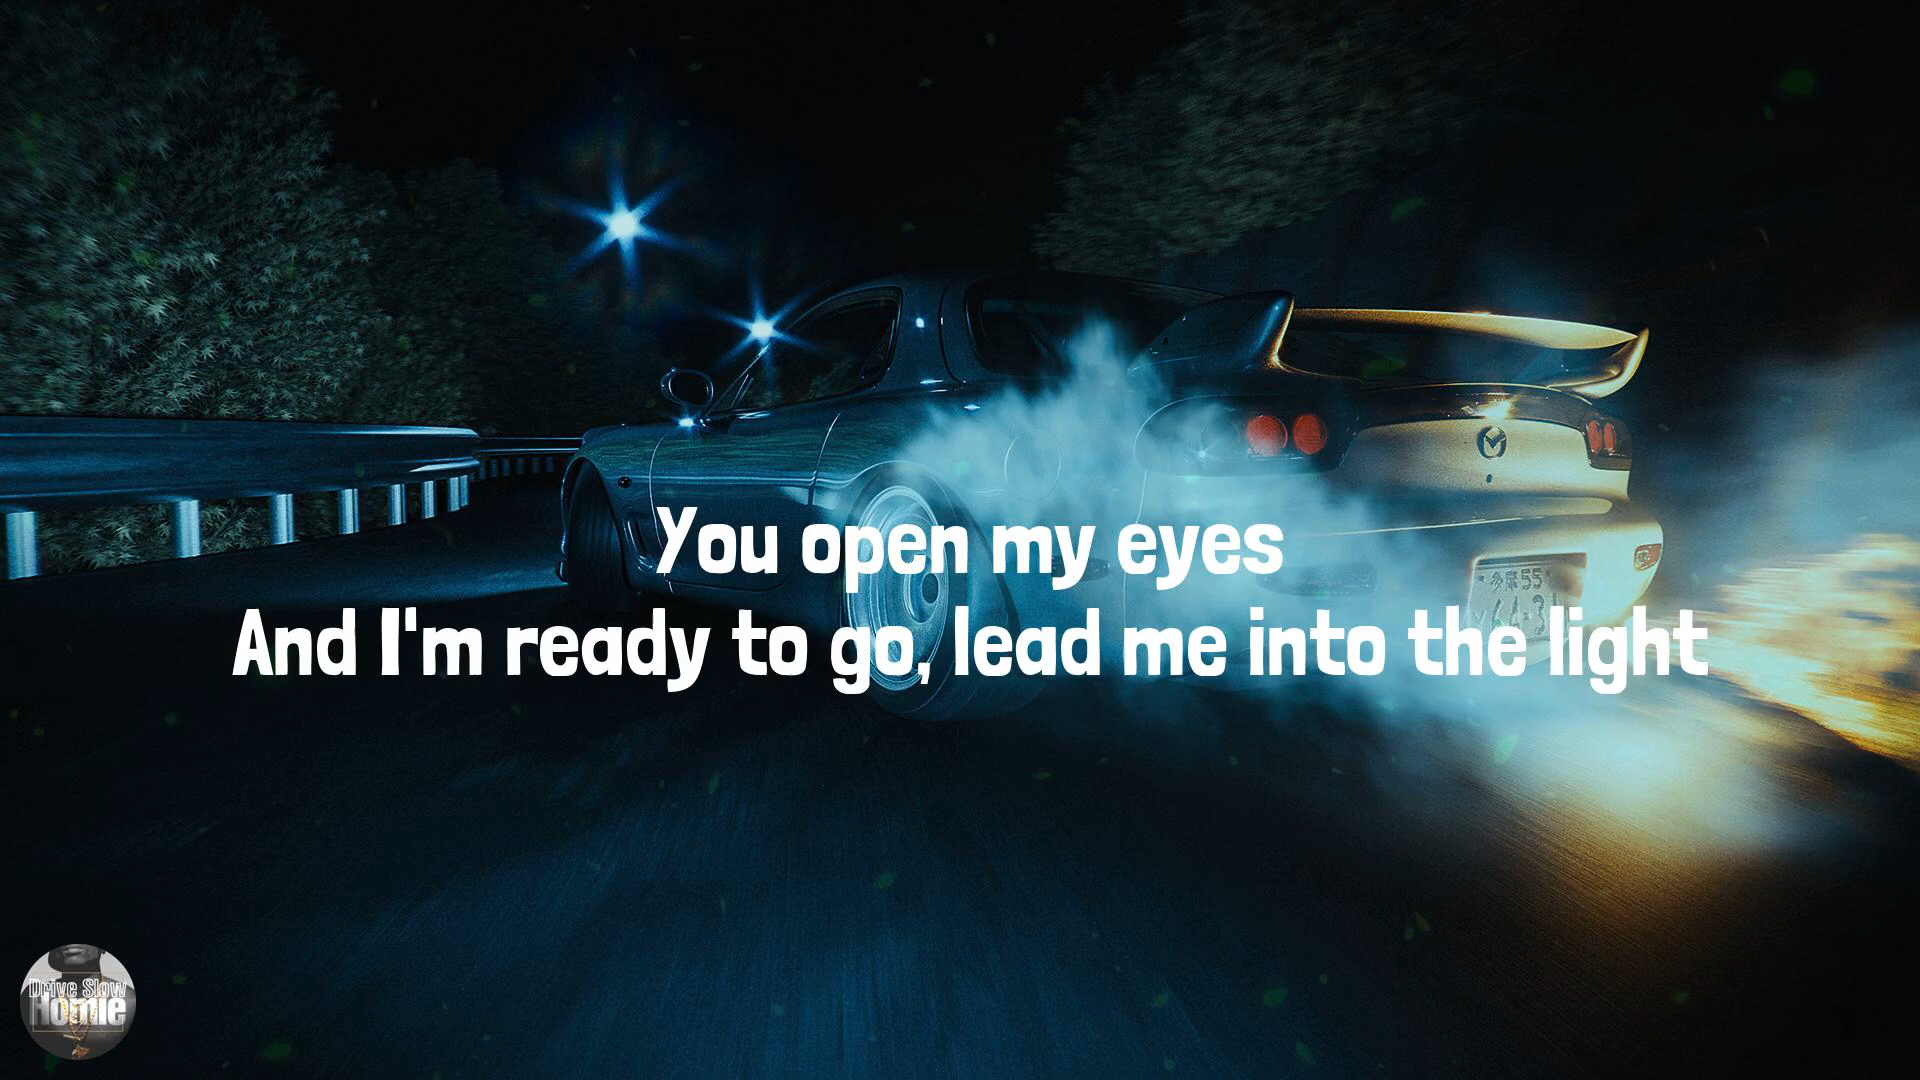 You open my eyes
And I'm ready to go, lead me into the light
Drive Slow
Homie